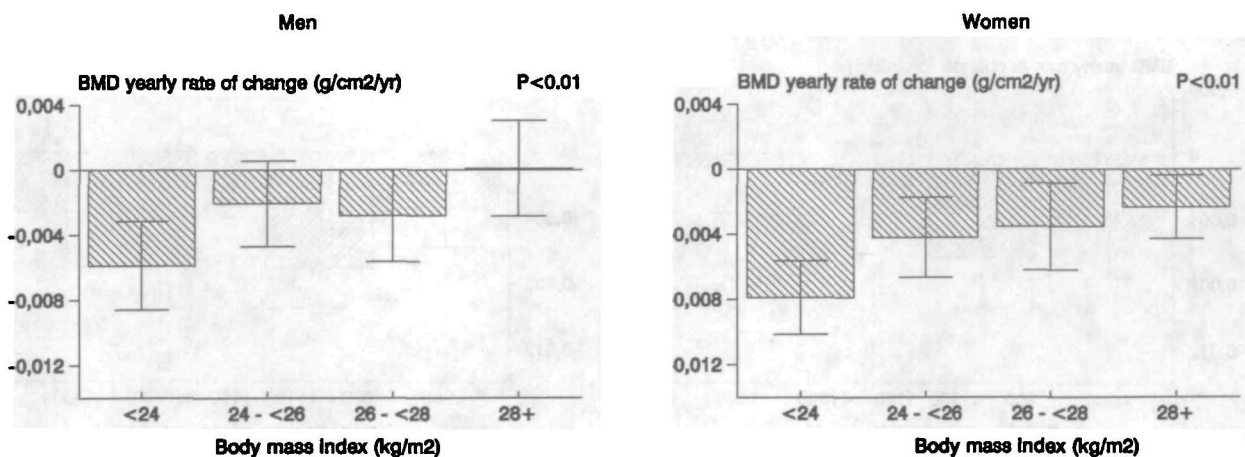 Men
BMD yearly rate of change (g/cm2/yr) P<0.01
0,004
0
-0,004
-0,008
-0,012
<24 24 - <26 26 - <28 28+
Body mass index (kg/m2)
Women
BMD yearly rate of change (g/cm2/yr) P<0.01
0,004
0
0,004
0,008
0,012
<24 24 - <26 26 - <28 28+
Body mass index (kg/m2)